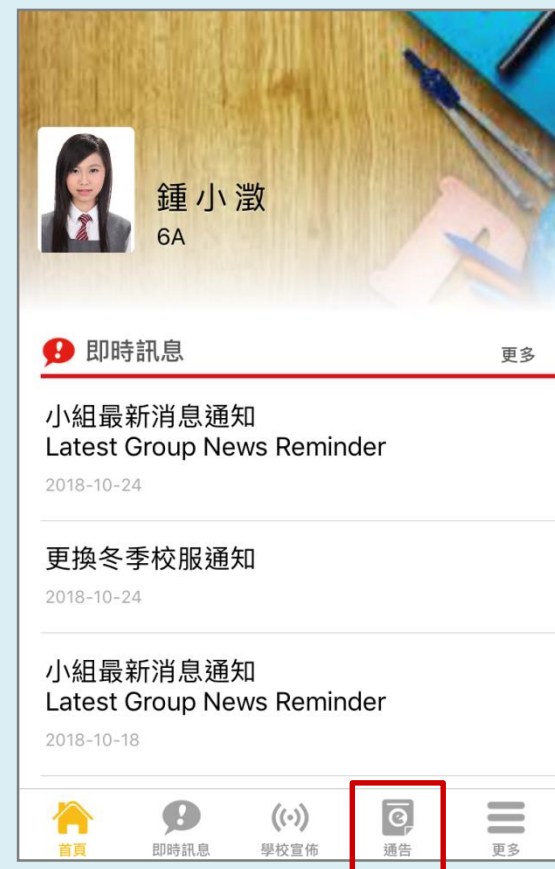 鍾小澂
6A
即時訊息
更多
小組最新消息通知
Latest Group News Reminder
2018-10-24
更換冬季校服通知
2018-10-24
小組最新消息通知
Latest Group News Reminder
2018-10-18
首頁
即時訊息
學校宣佈
通告
更多